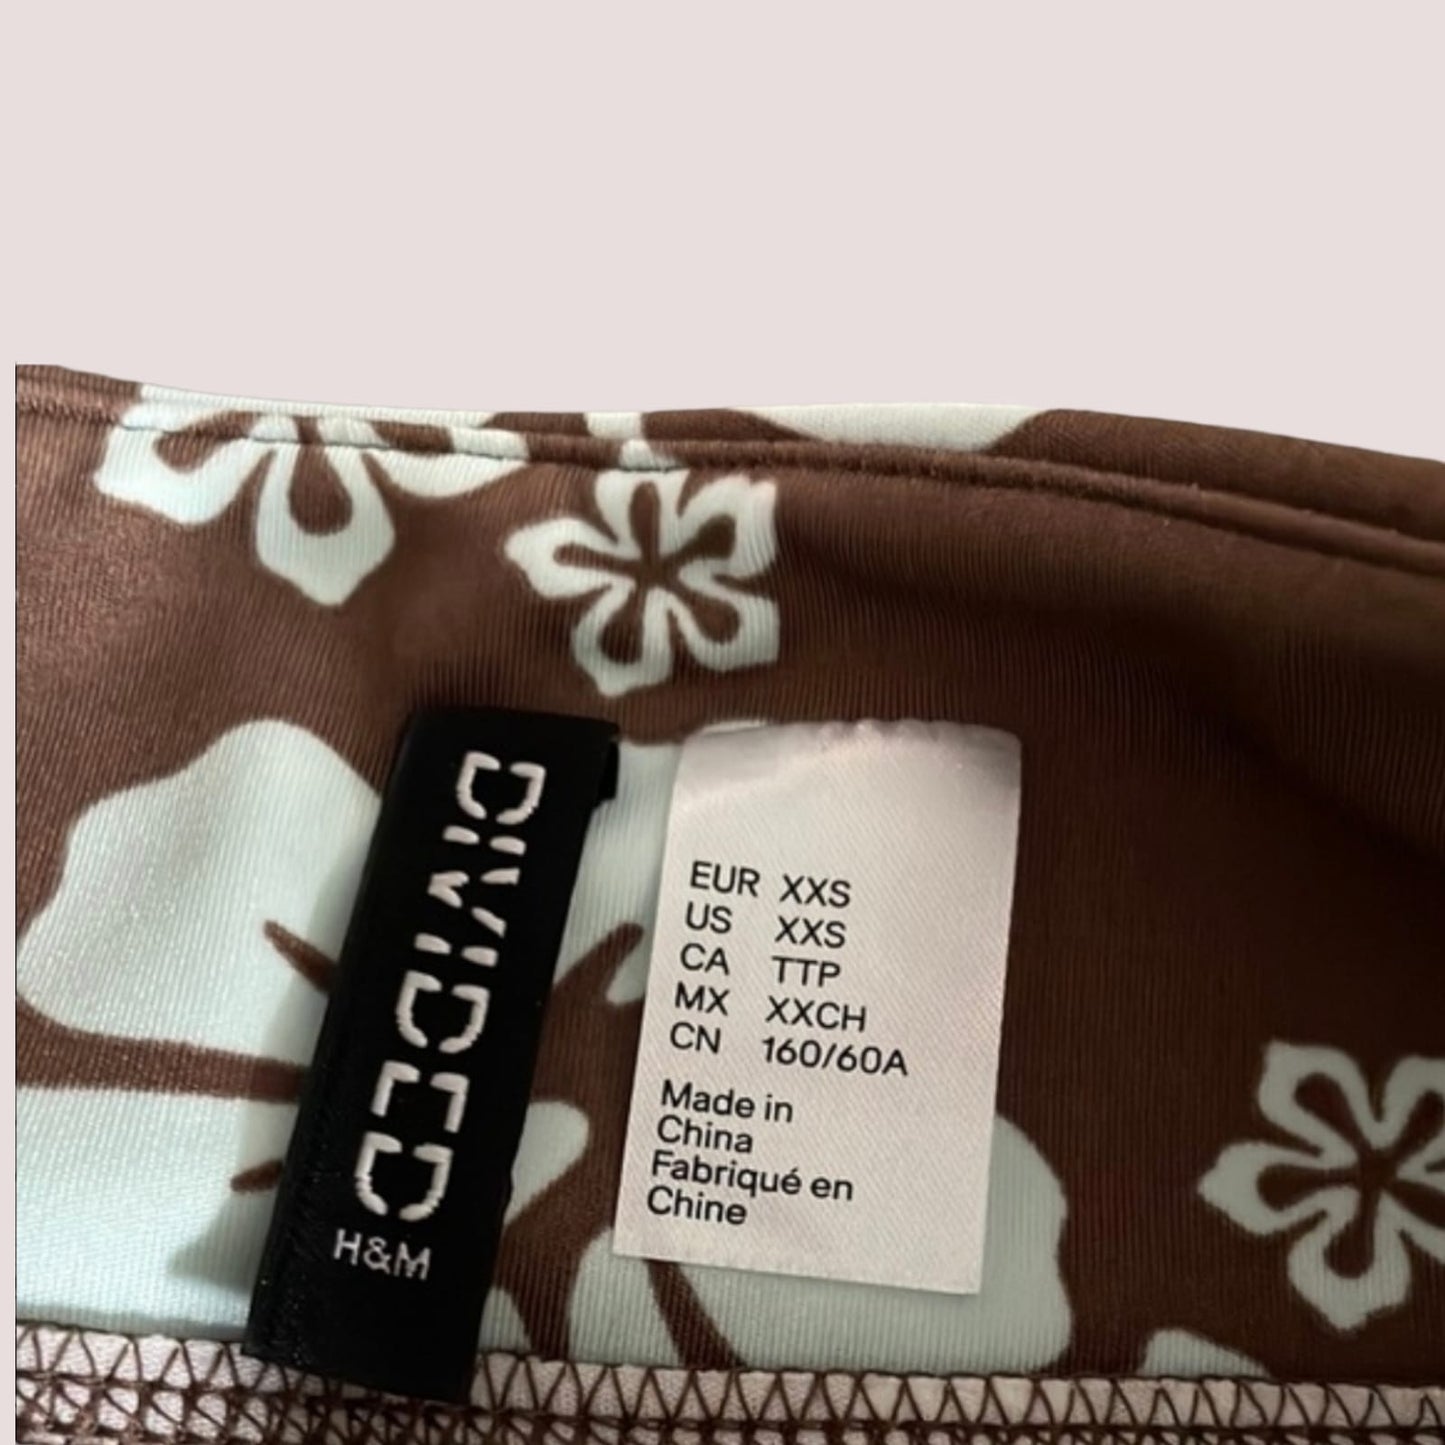 DIVIDED
H&M
EUR XXS
US XXS
CA TTP
MX XXCH
CN 160/60A
Made in
China
Fabriqué en
Chine